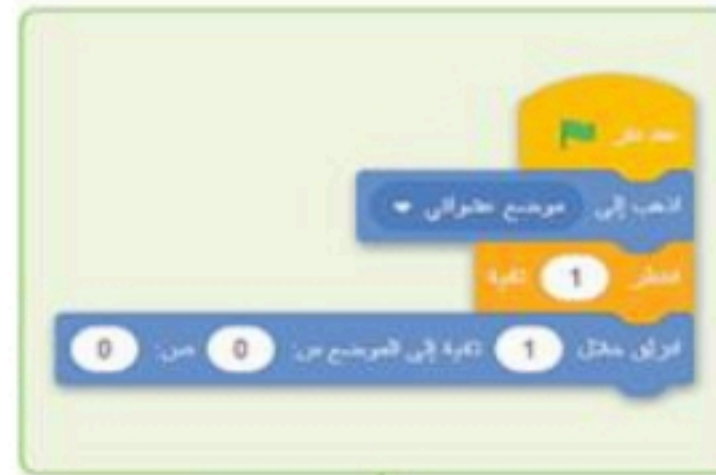 عند نقر
اذهب إلى موضع عشوائي
انتظر 1 ثانية
انزلق خلال 1 ثانية إلى الموضع س: 0 ص: 0